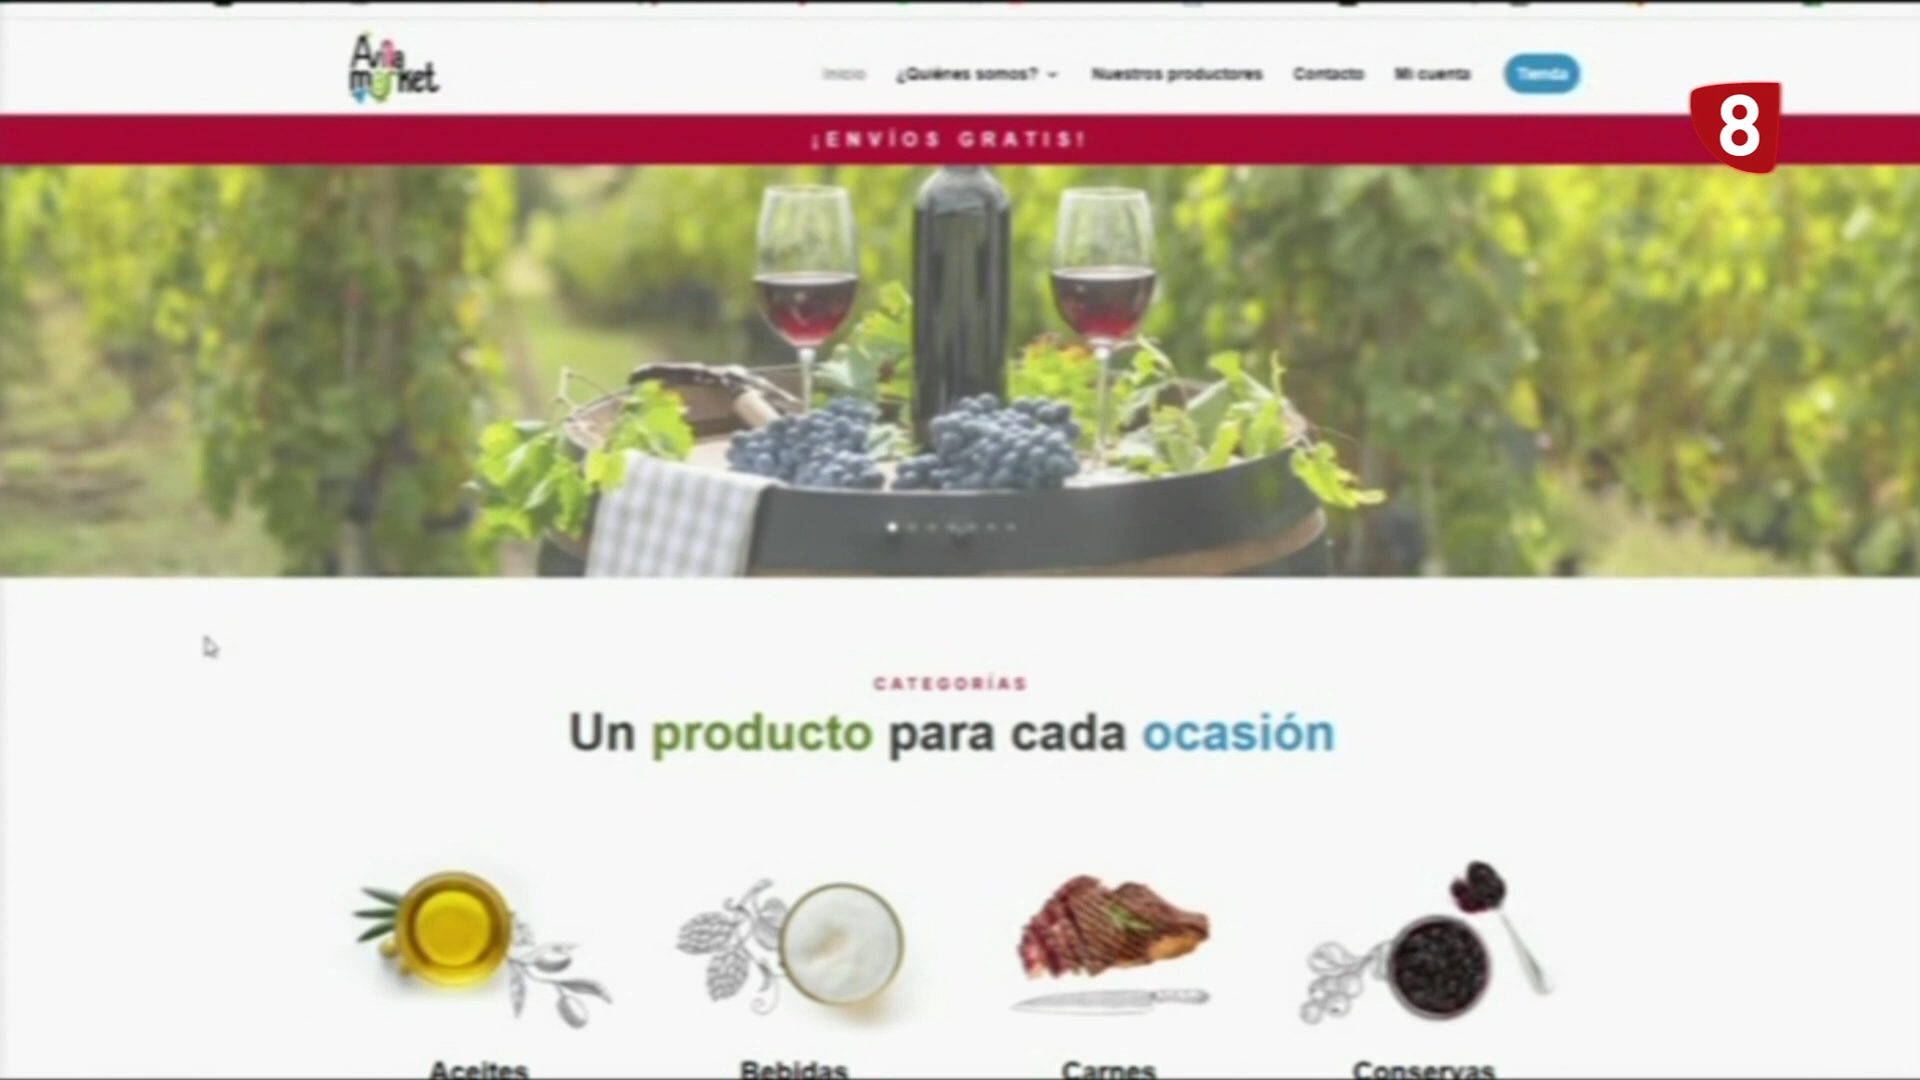 Ávila
market
Inicio ¿Quiénes somos? Nuestros productores Contacto Mi cuenta Tienda
8
¡ENVÍOS GRATIS!
CATEGORÍAS
Un producto para cada ocasión
Aceites Bebidas Carnes Conservas